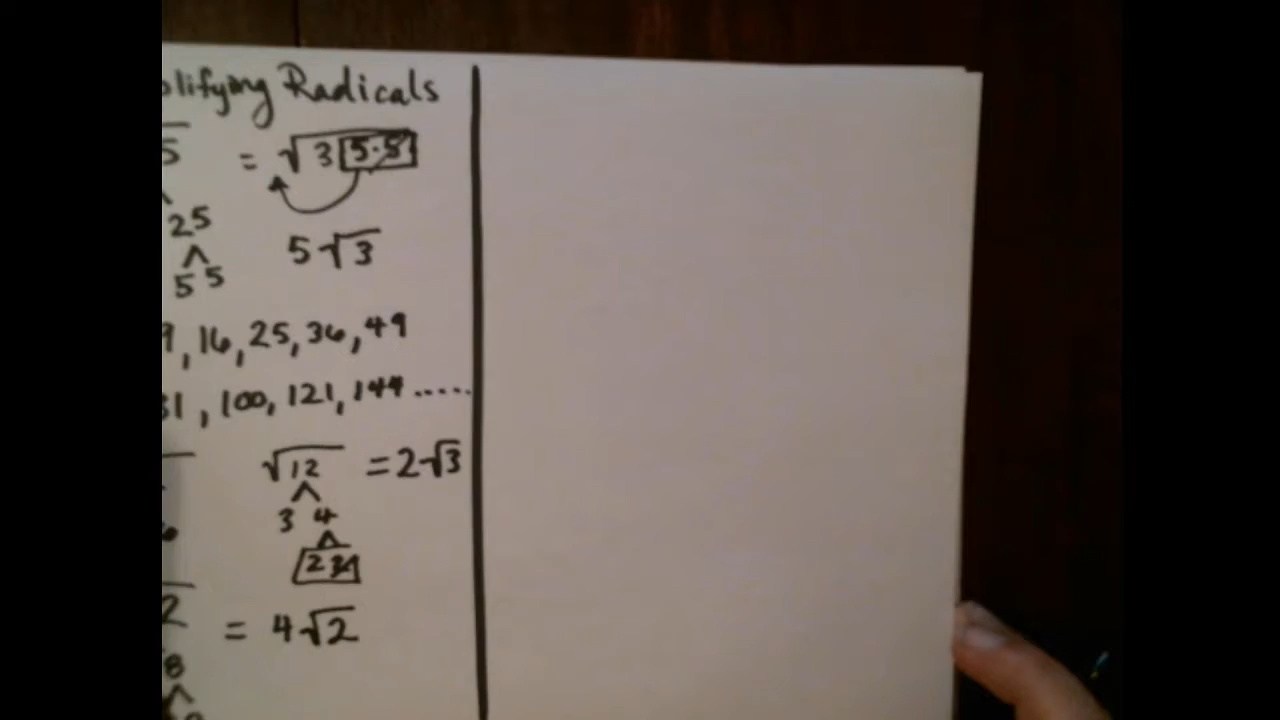 plifying Radicals
5 = √3 5·5
25
5√3
5 5
9, 16, 25, 36, 49
81, 100, 121, 144.....
√12 = 2√3
3 4
2 2
2 = 4√2
8